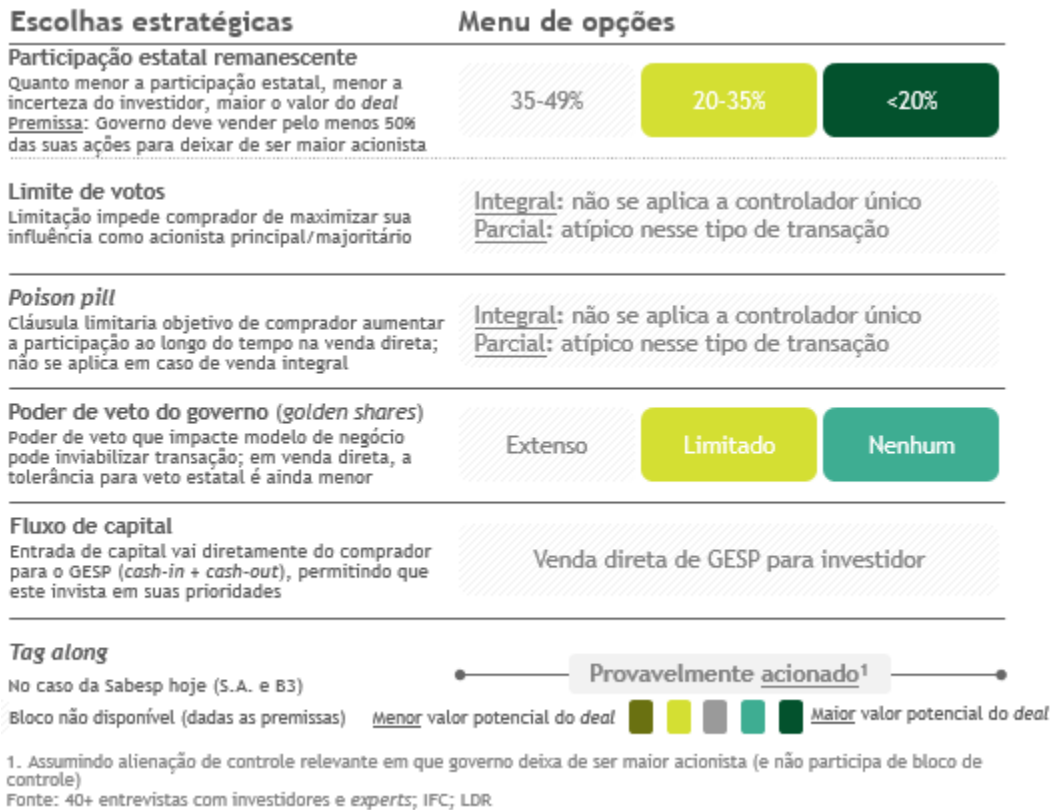 Escolhas estratégicas
Menu de opções
Participação estatal remanescente
Quanto menor a participação estatal, menor a
incerteza do investidor, maior o valor do deal
Premissa: Governo deve vender pelo menos 50%
das suas ações para deixar de ser maior acionista
35-49%
20-35%
<20%
Limite de votos
Limitação impede comprador de maximizar sua
influência como acionista principal/majoritário
Integral: não se aplica a controlador único
Parcial: atípico nesse tipo de transação
Poison pill
Cláusula limitaria objetivo de comprador aumentar
a participação ao longo do tempo na venda direta;
não se aplica em caso de venda integral
Integral: não se aplica a controlador único
Parcial: atípico nesse tipo de transação
Poder de veto do governo (golden shares)
Poder de veto que impacte modelo de negócio
pode inviabilizar transação; em venda direta, a
tolerância para veto estatal é ainda menor
Extenso
Limitado
Nenhum
Fluxo de capital
Entrada de capital vai diretamente do comprador
para o GESP (cash-in + cash-out), permitindo que
este invista em suas prioridades
Venda direta de GESP para investidor
Tag along
No caso da Sabesp hoje (S.A. e B3)
Provavelmente acionado¹
Bloco não disponível (dadas as premissas)
Menor valor potencial do deal
Maior valor potencial do deal
1. Assumindo alienação de controle relevante em que governo deixa de ser maior acionista (e não participa de bloco de
controle)
Fonte: 40+ entrevistas com investidores e experts; IFC; LDR